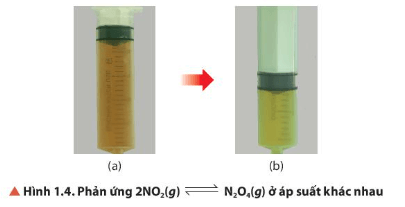 (a)
(b)
▲ Hình 1.4. Phản ứng 2NO₂(g) ⇌ N₂O₄(g) ở áp suất khác nhau